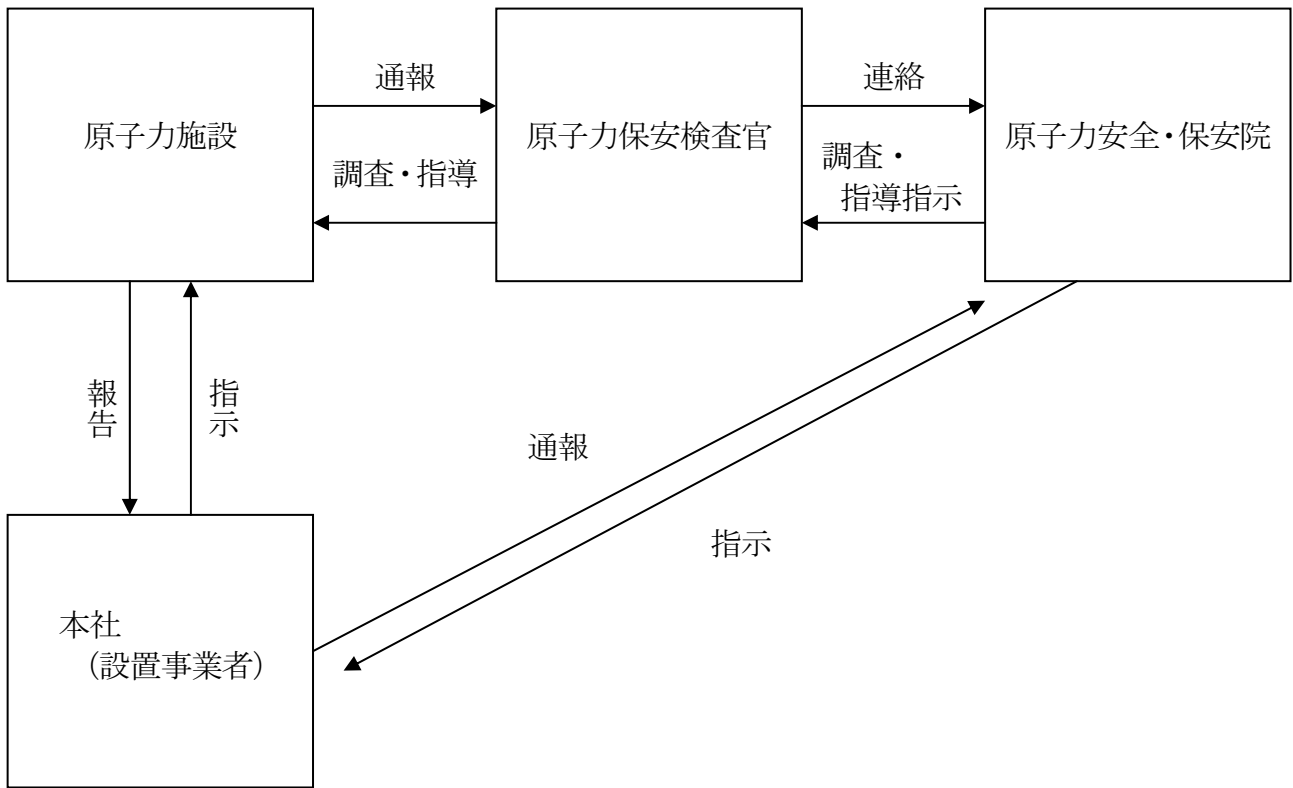 通報
連絡
原子力施設
原子力保安検査官
原子力安全・保安院
調査・指導
調査・
指導指示
報告
指示
通報
指示
本社
（設置事業者）